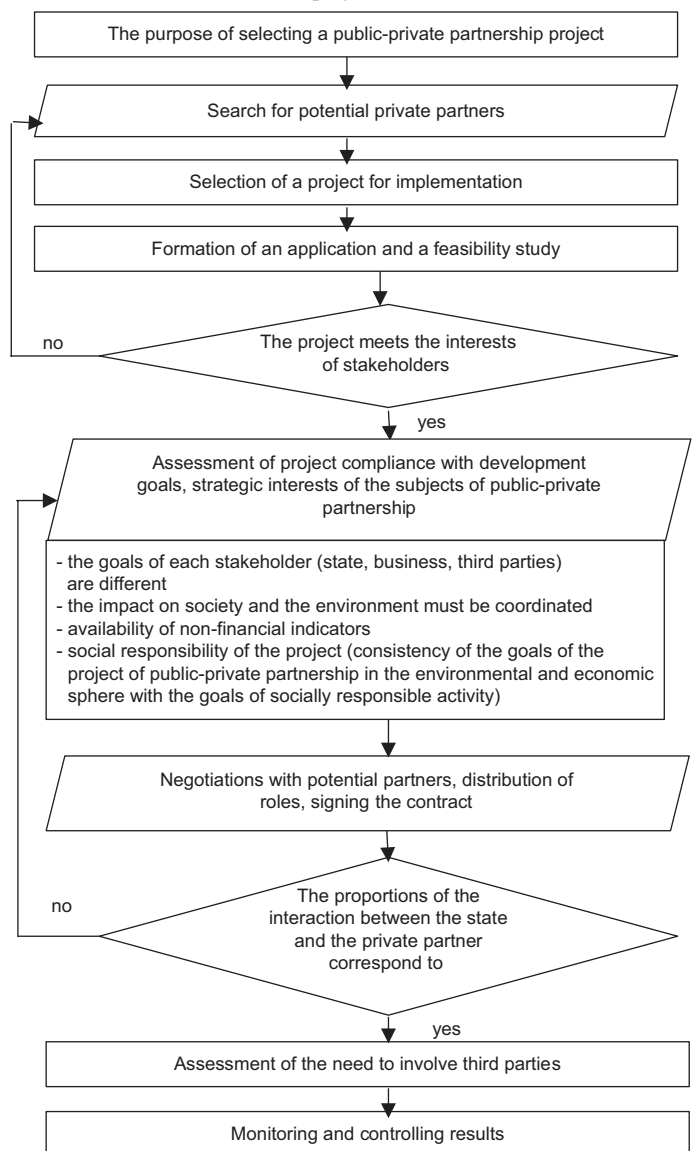 The purpose of selecting a public-private partnership project
Search for potential private partners
Selection of a project for implementation
Formation of an application and a feasibility study
no
The project meets the interests
of stakeholders
yes
Assessment of project compliance with development
goals, strategic interests of the subjects of public-private
partnership
- the goals of each stakeholder (state, business, third parties)
are different
- the impact on society and the environment must be coordinated
- availability of non-financial indicators
- social responsibility of the project (consistency of the goals of the
project of public-private partnership in the environmental and economic
sphere with the goals of socially responsible activity)
Negotiations with potential partners, distribution of
roles, signing the contract
no
The proportions of the
interaction between the state
and the private partner
correspond to
yes
Assessment of the need to involve third parties
Monitoring and controlling results